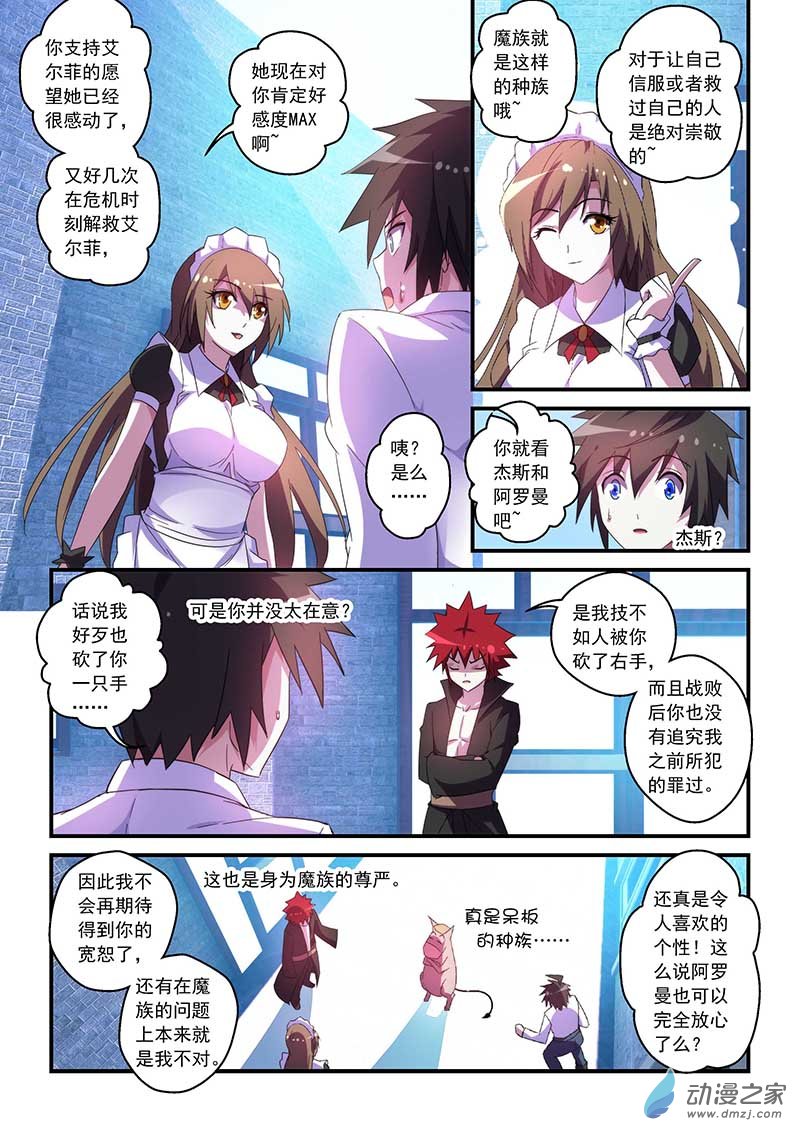 你支持艾
尔菲的愿
望她已经
很感动了，
又好几次
在危机时
刻解救艾
尔菲，
她现在对
你肯定好
感度MAX
啊~
咦？
是么
……
魔族就
是这样
的种族
哦~
对于让自己
信服或者救
过自己的人
是绝对崇敬
的~
你就看
杰斯和
阿罗曼
吧~
杰斯？
话说我
好歹也
砍了你
一只手
……
可是你并没太在意？
是我技不
如人被你
砍了右手，
而且战败
后你也没
有追究我
之前所犯
的罪过。
因此我不
会再期待
得到你的
宽恕了，
还有在魔
族的问题
上本来就
是我不对。
这也是身为魔族的尊严。
真是呆板
的种族……
还真是令
人喜欢的
个性！这
么说阿罗
曼也可以
完全放心
了么？
动漫之家
www.dmzj.com